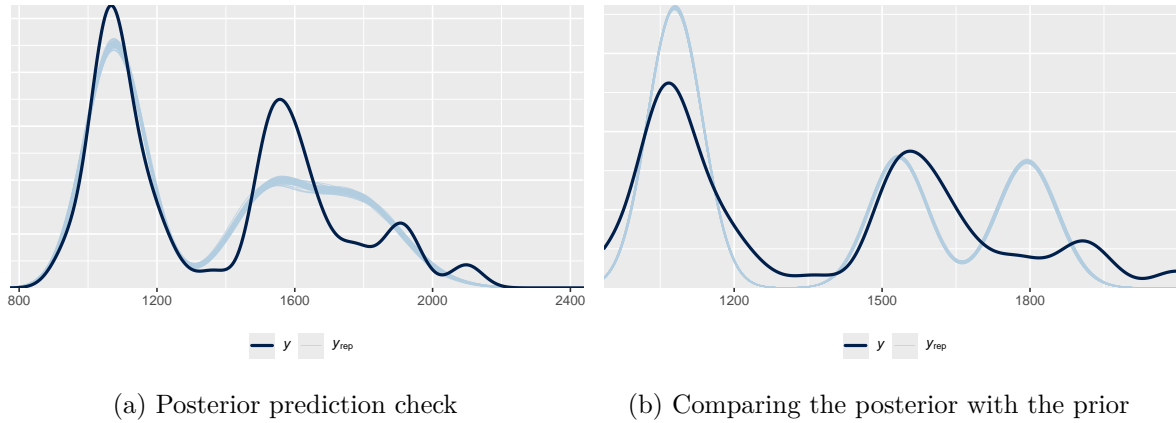 800 1200 1600 2000 2400
1200 1500 1800
y yrep
y yrep
(a) Posterior prediction check
(b) Comparing the posterior with the prior